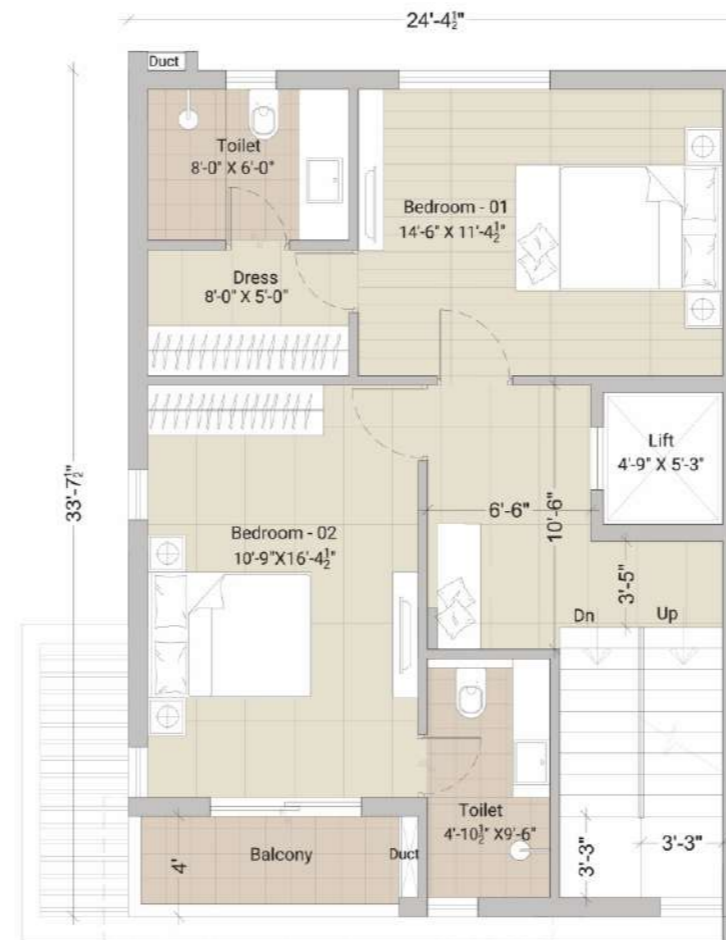 24'-4½"
Duct
Toilet
8'-0" X 6'-0"
Bedroom - 01
14'-6" X 11'-4½"
Dress
8'-0" X 5'-0"
Lift
4'-9" X 5'-3"
33'-7½"
6'-6"
10'-6"
Bedroom - 02
10'-9"X16'-4½"
3'-5"
Dn
Up
Toilet
4'-10½" X9'-6"
4'
Balcony
Duct
3'-3"
3'-3"